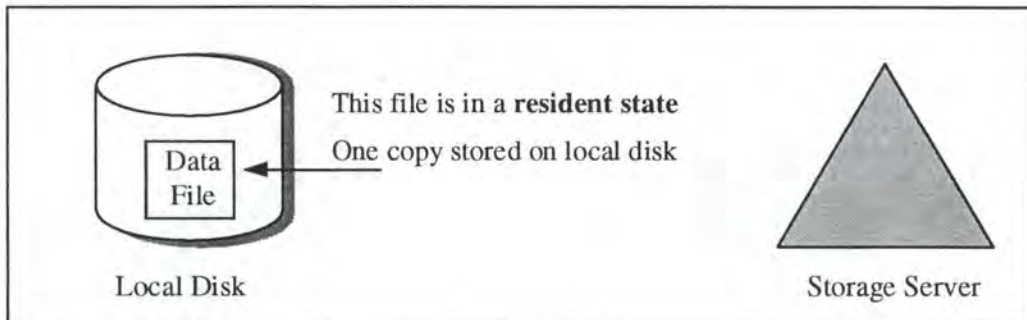 This file is in a resident state
One copy stored on local disk
Data
File
Local Disk
Storage Server